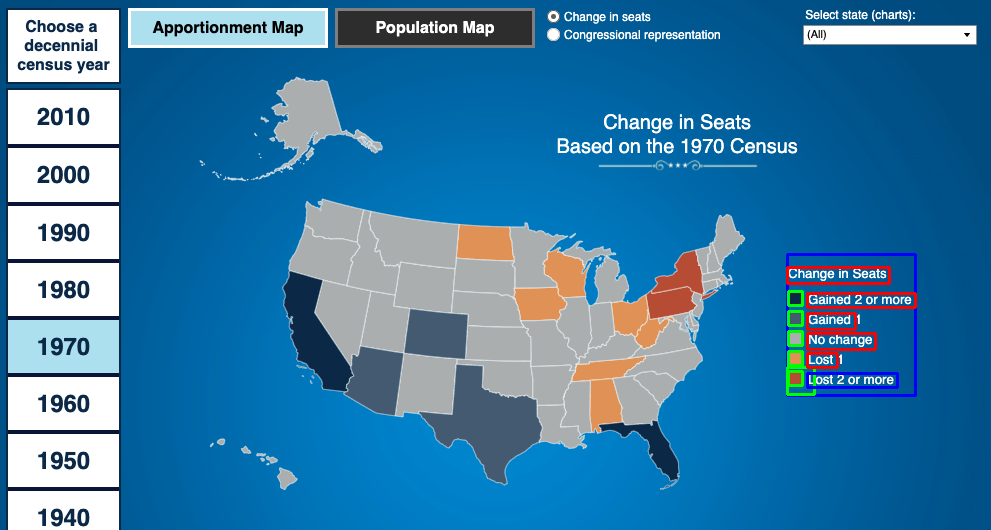 Choose a
decennial
census year
2010
2000
1990
1980
1970
1960
1950
1940
Apportionment Map
Population Map
Change in seats
Congressional representation
Select state (charts):
(All)
Change in Seats
Based on the 1970 Census
Change in Seats
Gained 2 or more
Gained 1
No change
Lost 1
Lost 2 or more